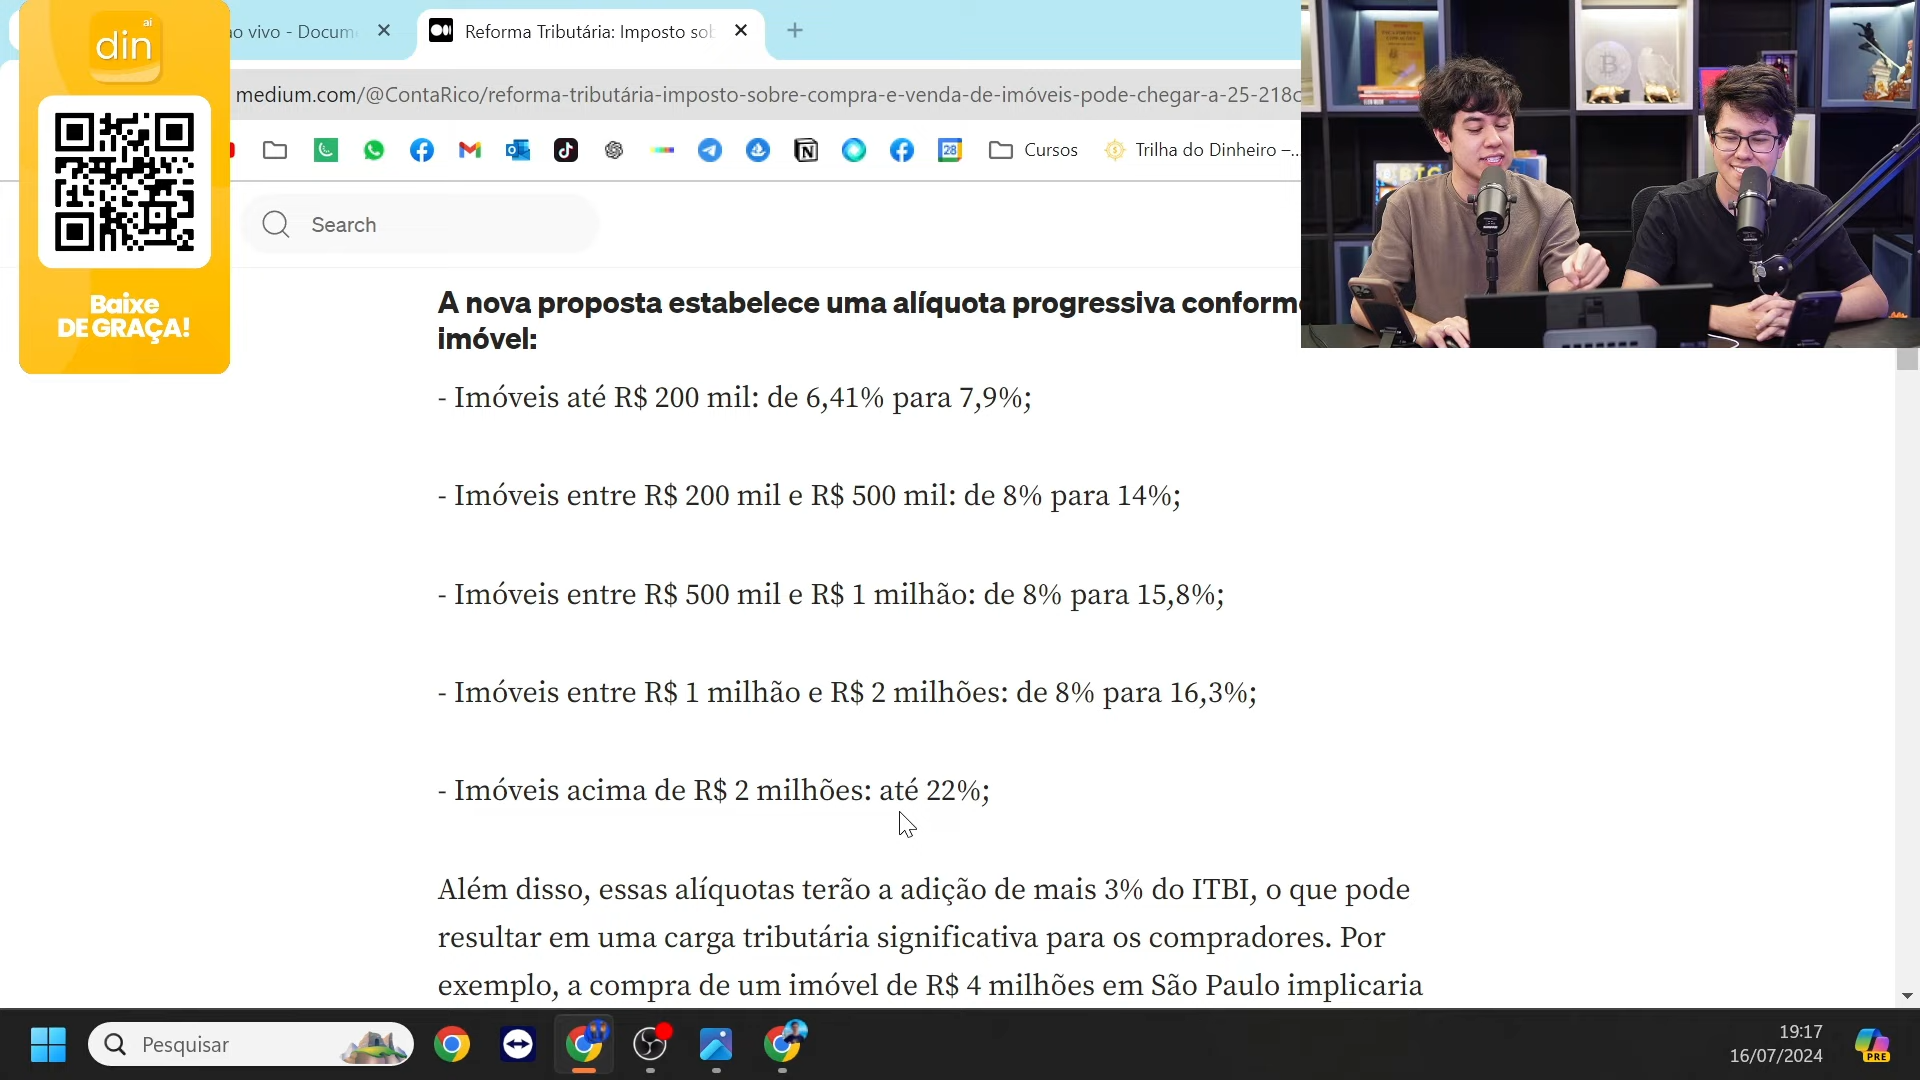 din
ai
Baixe
DE GRAÇA!
ao vivo - Docum
Reforma Tributária: Imposto sob
medium.com/@ContaRico/reforma-tributária-imposto-sobre-compra-e-venda-de-imóveis-pode-chegar-a-25-218c
28
Cursos
Trilha do Dinheiro –...
Search
A nova proposta estabelece uma alíquota progressiva conforme
imóvel:
- Imóveis até R$ 200 mil: de 6,41% para 7,9%;
- Imóveis entre R$ 200 mil e R$ 500 mil: de 8% para 14%;
- Imóveis entre R$ 500 mil e R$ 1 milhão: de 8% para 15,8%;
- Imóveis entre R$ 1 milhão e R$ 2 milhões: de 8% para 16,3%;
- Imóveis acima de R$ 2 milhões: até 22%;
Além disso, essas alíquotas terão a adição de mais 3% do ITBI, o que pode
resultar em uma carga tributária significativa para os compradores. Por
exemplo, a compra de um imóvel de R$ 4 milhões em São Paulo implicaria
Pesquisar
19:17
16/07/2024
PRE